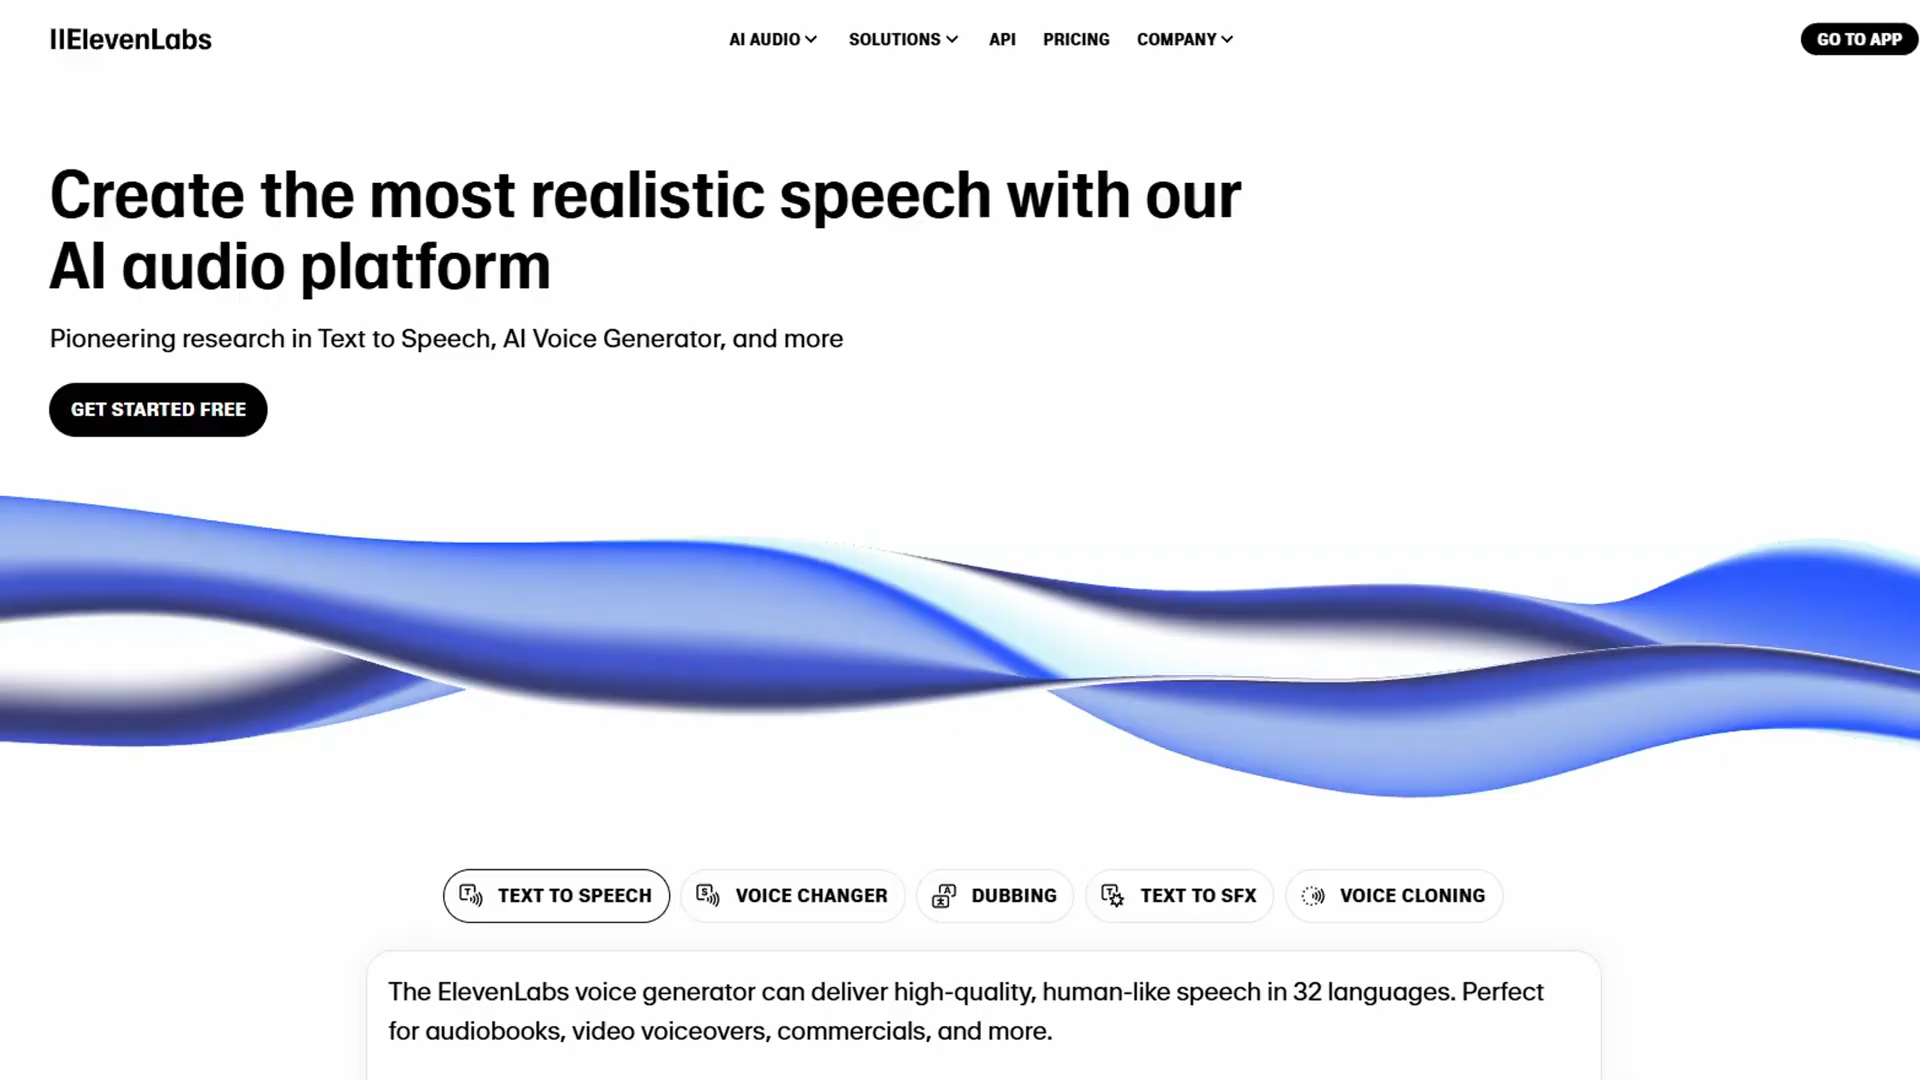 IIElevenLabs
AI AUDIO
SOLUTIONS
API
PRICING
COMPANY
GO TO APP
Create the most realistic speech with our
AI audio platform
Pioneering research in Text to Speech, AI Voice Generator, and more
GET STARTED FREE
TEXT TO SPEECH
VOICE CHANGER
DUBBING
TEXT TO SFX
VOICE CLONING
The ElevenLabs voice generator can deliver high-quality, human-like speech in 32 languages. Perfect
for audiobooks, video voiceovers, commercials, and more.